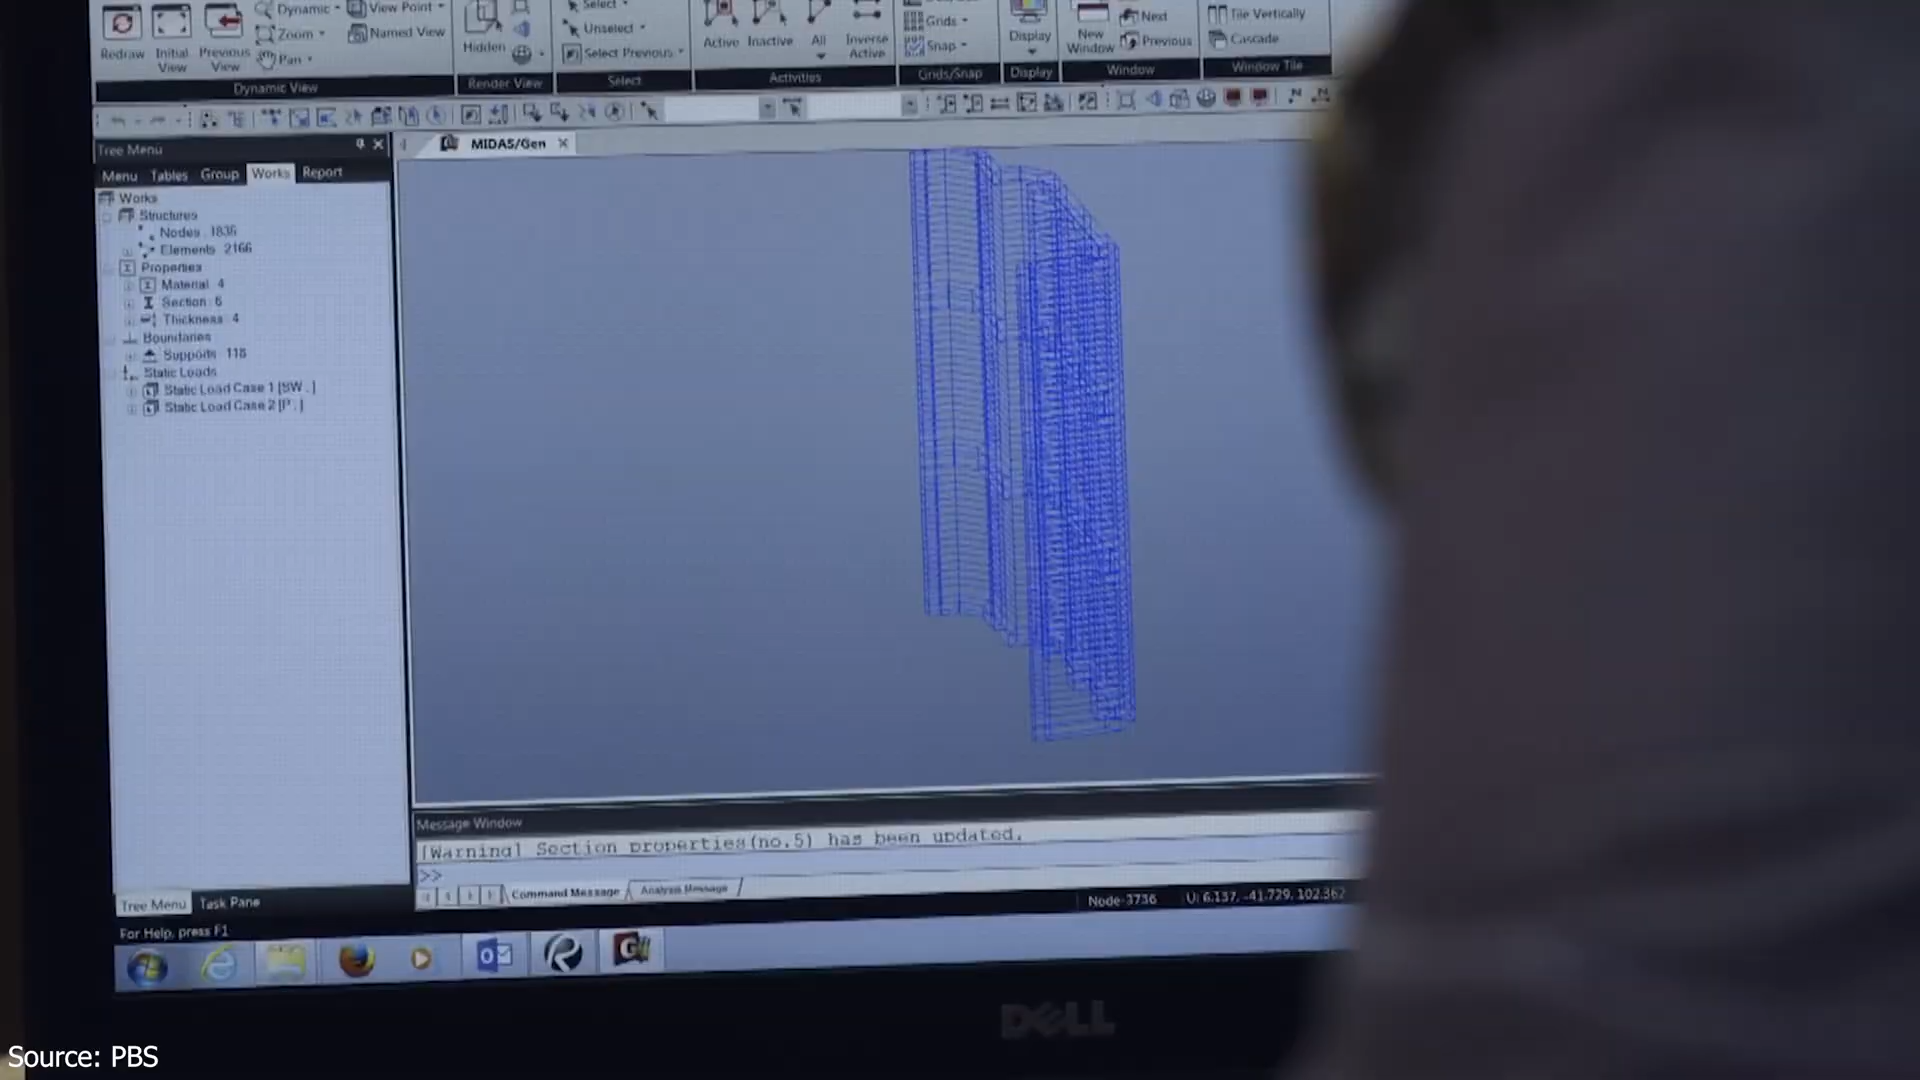 Redraw
Initial View
Previous View
Dynamic
Zoom
Pan
View Point
Named View
Dynamic View
Hidden
Render View
Select
Unselect
Select Previous
Select
Active
Inactive
All
Inverse Active
Activities
Grids
Snap
Grids/Snap
Display
Display
New Window
Next
Previous
Window
Tile Vertically
Cascade
Window Tile
Tree Menu
MIDAS/Gen
Menu Tables Group Works Report
Works
Structures
Nodes : 1836
Elements : 2166
Properties
Material : 4
Section : 6
Thickness : 4
Boundaries
Supports : 118
Static Loads
Static Load Case 1 [SW , ]
Static Load Case 2 [P , ]
Message Window
[Warning] Section properties(no.5) has been updated.
>>
Command Message Analysis Message
Tree Menu Task Pane
Node-3736 U: 6.137, -41.729, 102.362
For Help, press F1
DELL
Source: PBS